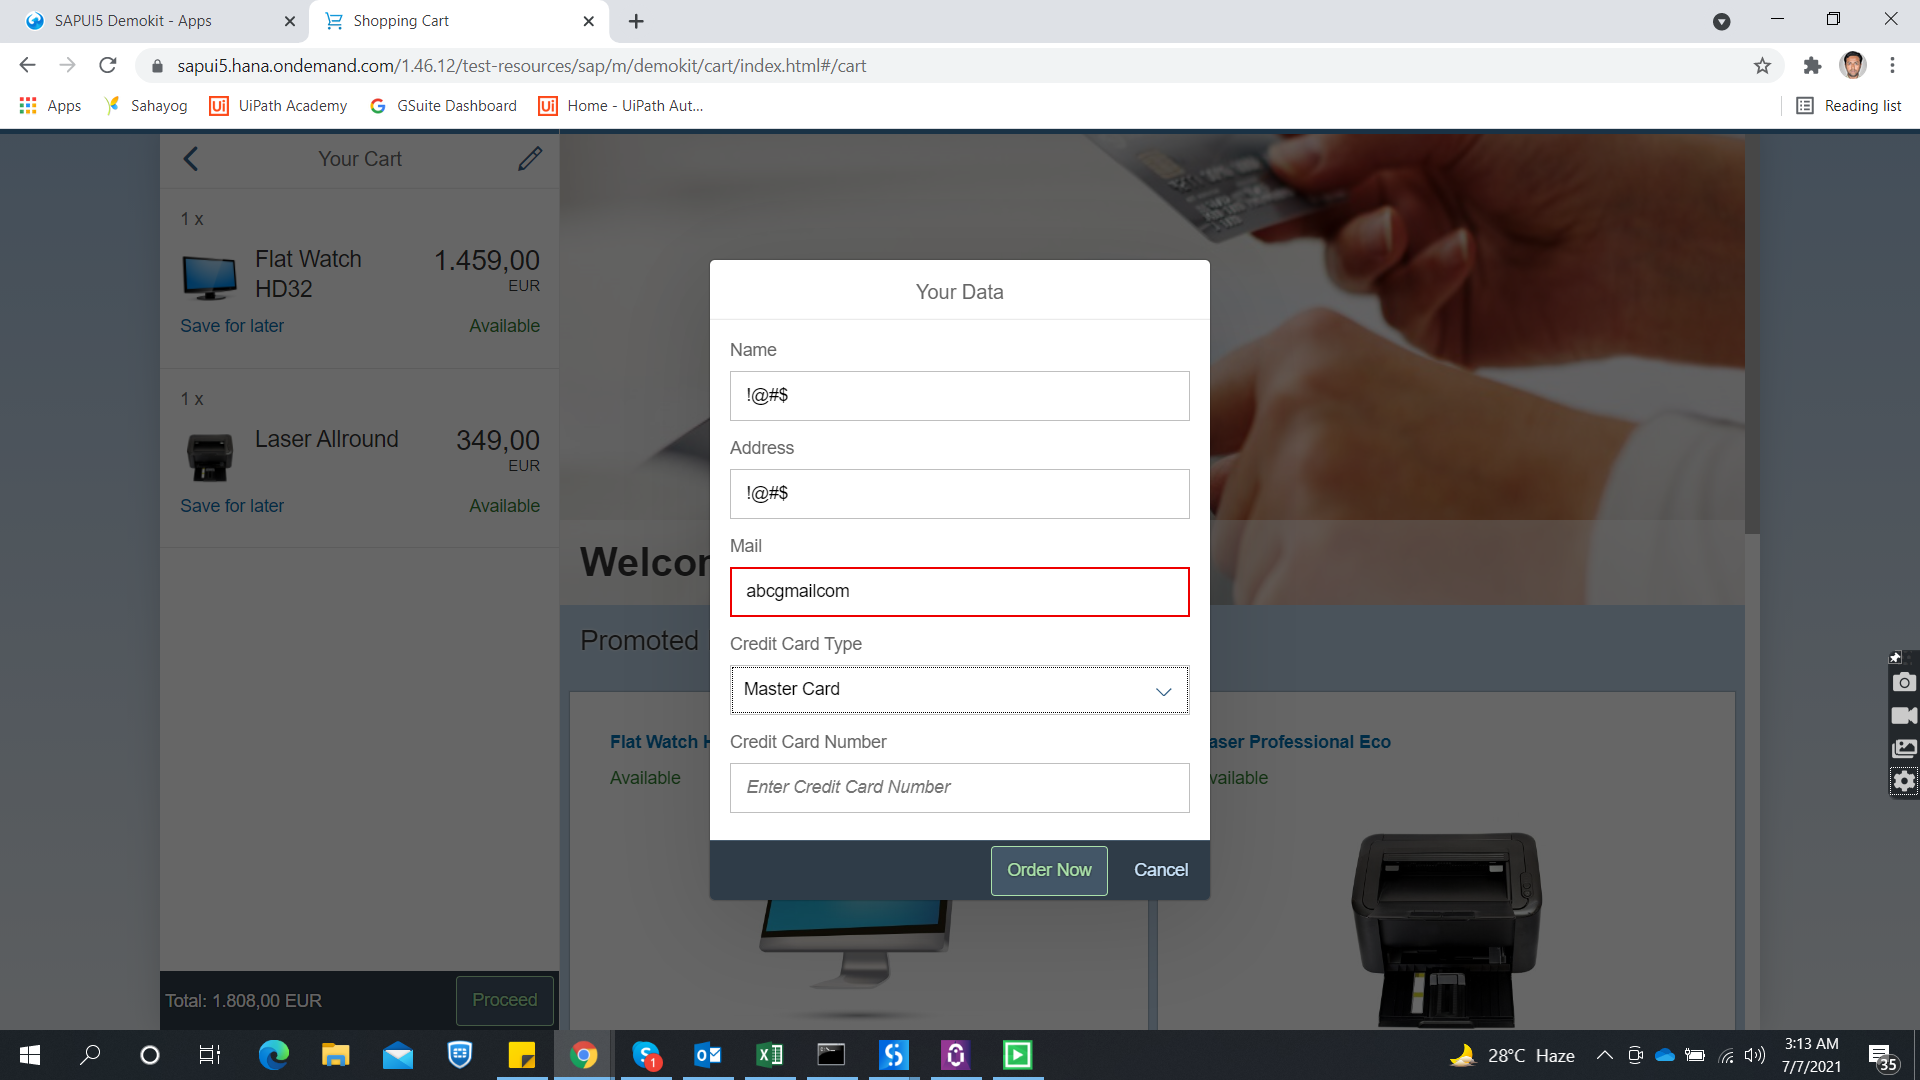 SAPUI5 Demokit - Apps
Shopping Cart
sapui5.hana.ondemand.com/1.46.12/test-resources/sap/m/demokit/cart/index.html#/cart
Apps
Sahayog
UiPath Academy
GSuite Dashboard
Home - UiPath Aut...
Reading list
Your Cart
1 x
Flat Watch HD32
1.459,00
EUR
Save for later
Available
1 x
Laser Allround
349,00
EUR
Save for later
Available
Total: 1.808,00 EUR
Proceed
Welcom
Promoted
Flat Watch H
Available
aser Professional Eco
vailable
Your Data
Name
!@#$
Address
!@#$
Mail
abcgmailcom
Credit Card Type
Master Card
Credit Card Number
Enter Credit Card Number
Order Now
Cancel
1
28°C Haze
3:13 AM
7/7/2021
35